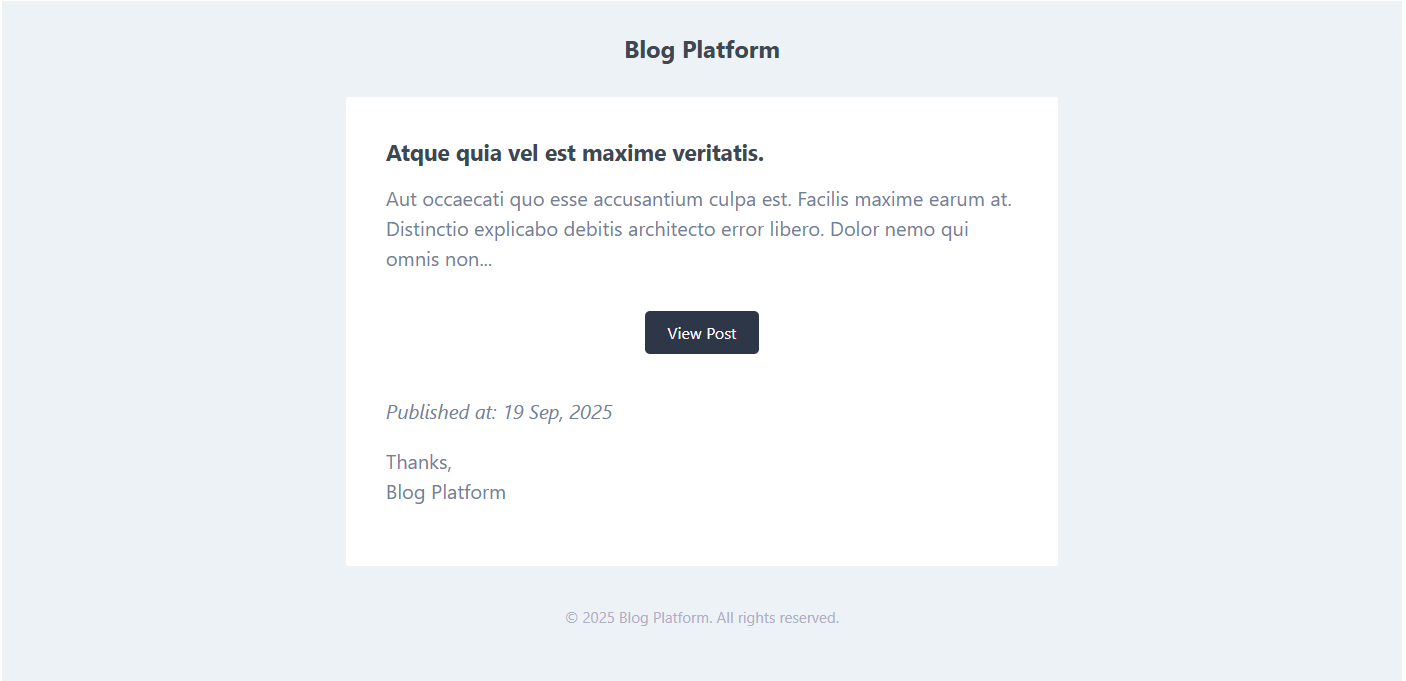 Blog Platform
Atque quia vel est maxime veritatis.
Aut occaecati quo esse accusantium culpa est. Facilis maxime earum at.
Distinctio explicabo debitis architecto error libero. Dolor nemo qui
omnis non...
View Post
Published at: 19 Sep, 2025
Thanks,
Blog Platform
© 2025 Blog Platform. All rights reserved.